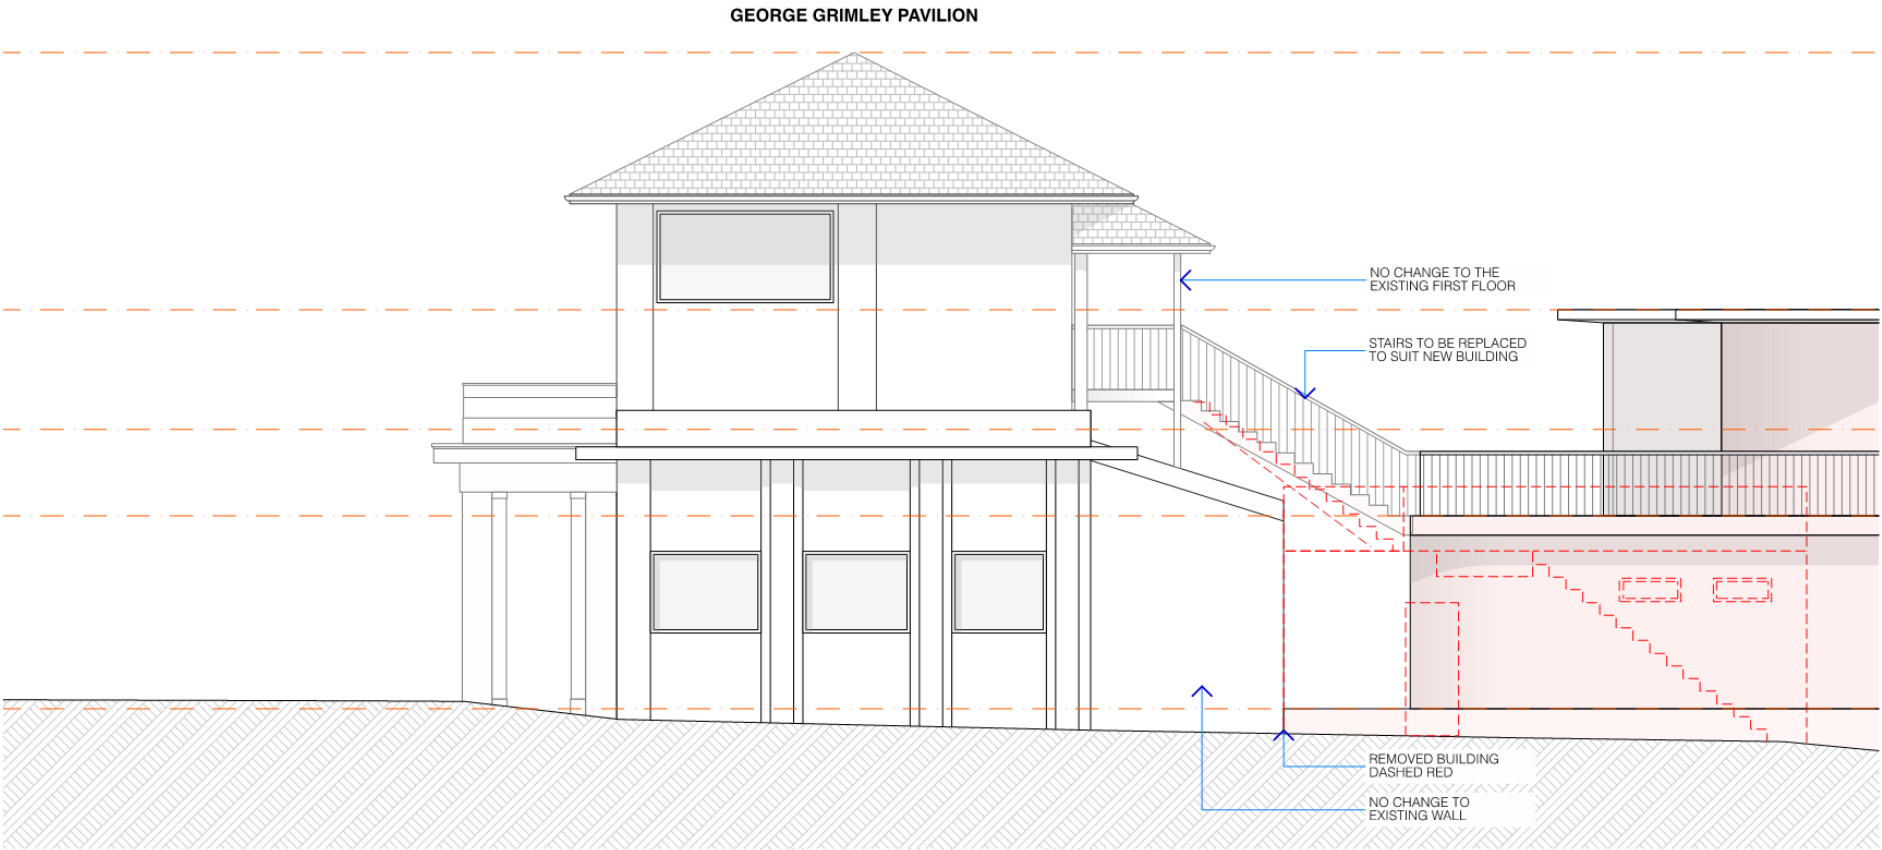 GEORGE GRIMLEY PAVILION
NO CHANGE TO THE
EXISTING FIRST FLOOR
STAIRS TO BE REPLACED
TO SUIT NEW BUILDING
REMOVED BUILDING
DASHED RED
NO CHANGE TO
EXISTING WALL